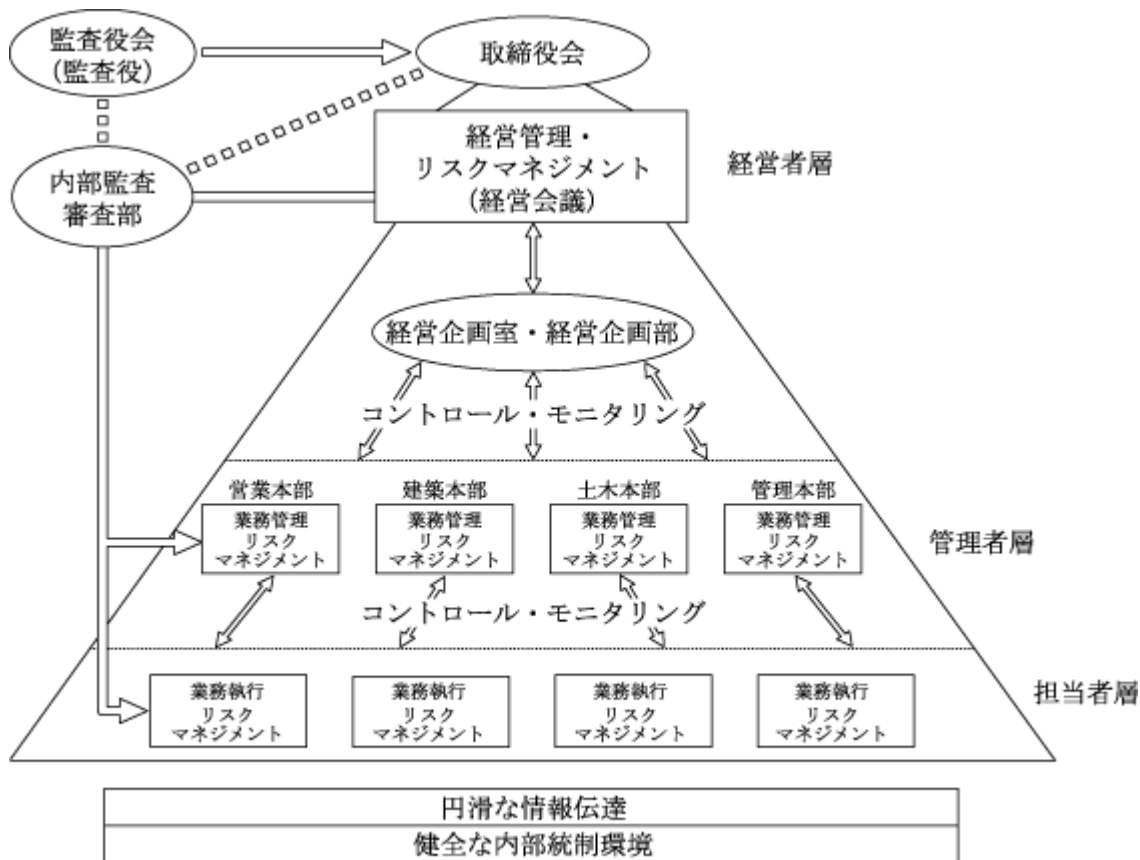 監査役会
(監査役)
取締役会
経営管理・
リスクマネジメント
(経営会議)
経営者層
内部監査
審査部
経営企画室・経営企画部
コントロール・モニタリング
営業本部
建築本部
土木本部
管理本部
業務管理
リスク
マネジメント
業務管理
リスク
マネジメント
業務管理
リスク
マネジメント
業務管理
リスク
マネジメント
管理者層
コントロール・モニタリング
業務執行
リスク
マネジメント
業務執行
リスク
マネジメント
業務執行
リスク
マネジメント
業務執行
リスク
マネジメント
担当者層
円滑な情報伝達
健全な内部統制環境